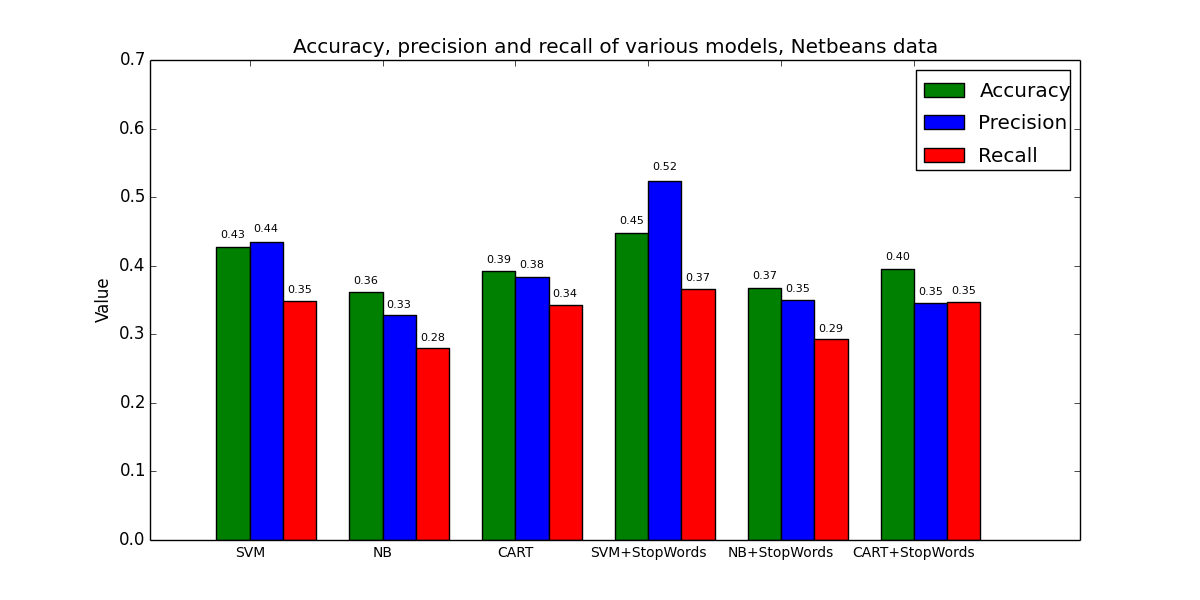 Accuracy, precision and recall of various models, Netbeans data
0.7
0.6
0.5
0.4
0.3
0.2
0.1
0.0
Value
Accuracy
Precision
Recall
0.43
0.44
0.35
0.36
0.33
0.28
0.39
0.38
0.34
0.45
0.52
0.37
0.37
0.35
0.29
0.40
0.35
0.35
SVM
NB
CART
SVM+StopWords
NB+StopWords
CART+StopWords